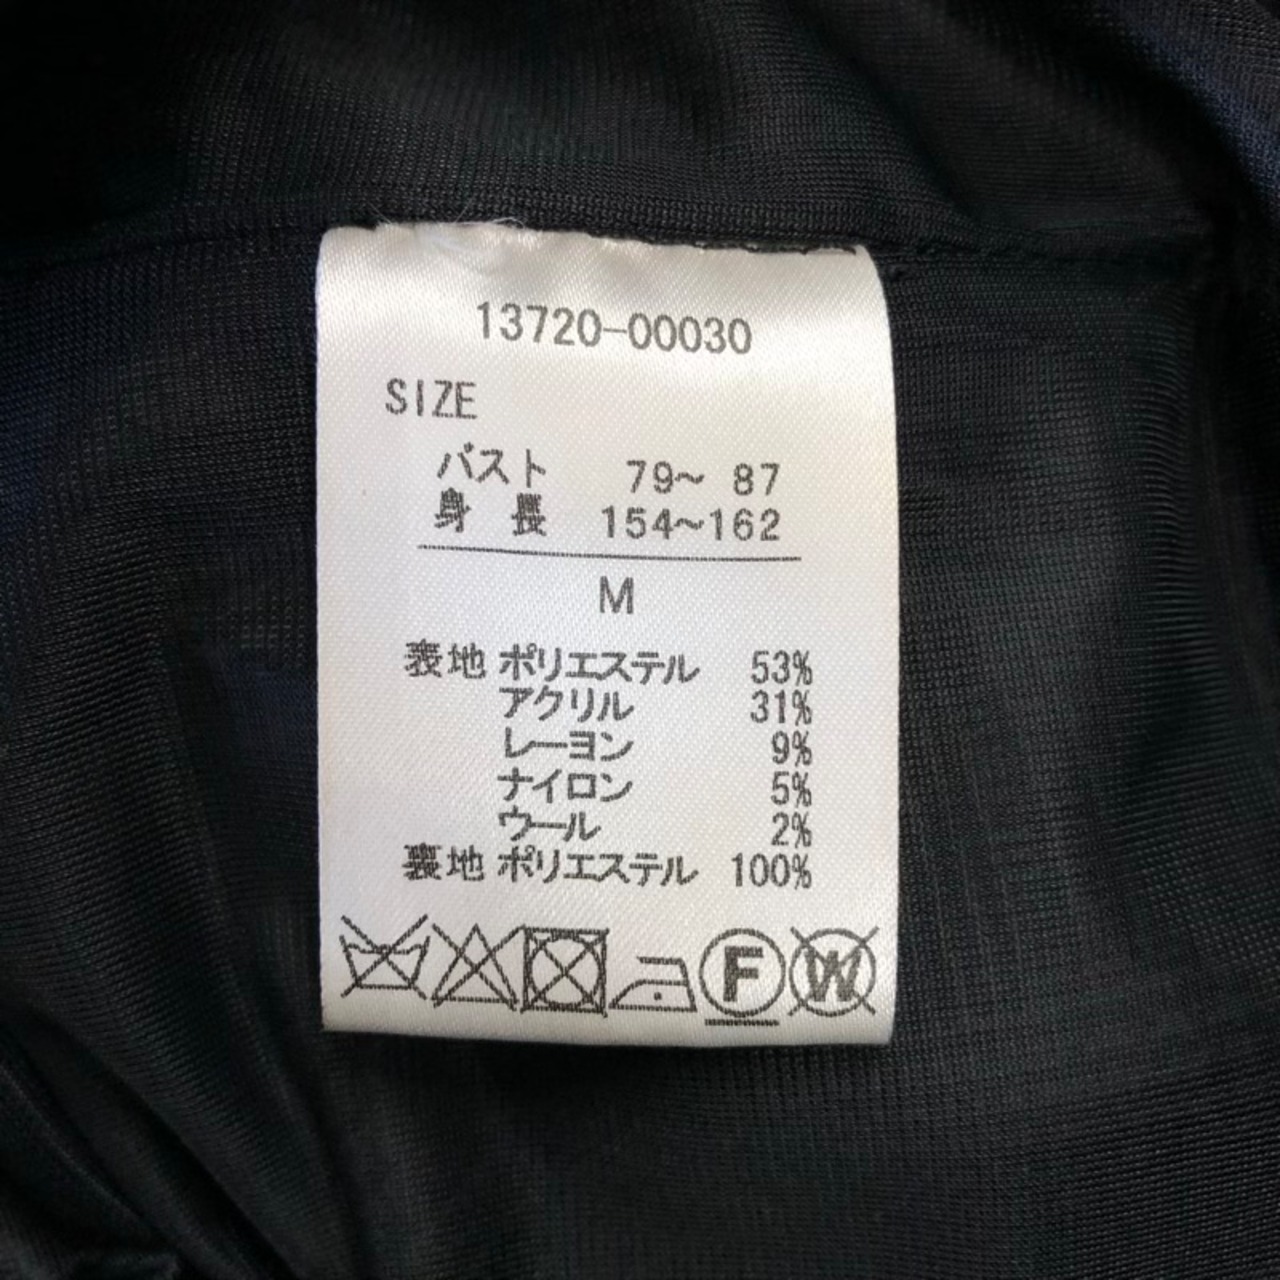 13720-00030
SIZE
バスト 79～ 87
身 長 154～162
M
表地 ポリエステル 53%
アクリル 31%
レーヨン 9%
ナイロン 5%
ウール 2%
裏地 ポリエステル 100%
F W